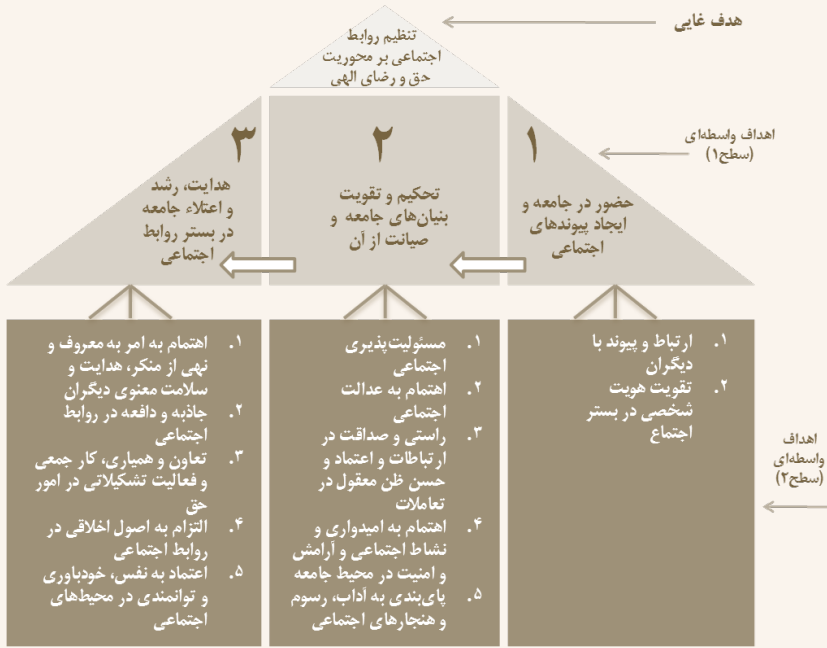 هدف غایی
تنظیم روابط
اجتماعی بر محوریت
حق و رضای الهی
اهداف واسطه‌ای
(سطح۱)
۱
حضور در جامعه و
ایجاد پیوندهای
اجتماعی
۲
تحکیم و تقویت
بنیان‌های جامعه و
صیانت از آن
۳
هدایت، رشد
و اعتلاء جامعه
در بستر روابط
اجتماعی
اهداف
واسطه‌ای
(سطح۲)
۱. ارتباط و پیوند با
دیگران
۲. تقویت هویت
شخصی در بستر
اجتماع
۱. مسئولیت‌پذیری
اجتماعی
۲. اهتمام به عدالت
اجتماعی
۳. راستی و صداقت در
ارتباطات و اعتماد و
حسن ظن معقول در
تعاملات
۴. اهتمام به امیدواری و
نشاط اجتماعی و آرامش
و امنیت در محیط جامعه
۵. پای‌بندی به آداب، رسوم
و هنجارهای اجتماعی
۱. اهتمام به امر به معروف و
نهی از منکر، هدایت و
سلامت معنوی دیگران
۲. جاذبه و دافعه در روابط
اجتماعی
۳. تعاون و همیاری، کار جمعی
و فعالیت تشکیلاتی در امور
حق
۴. التزام به اصول اخلاقی در
روابط اجتماعی
۵. اعتماد به نفس، خودباوری
و توانمندی در محیط‌های
اجتماعی